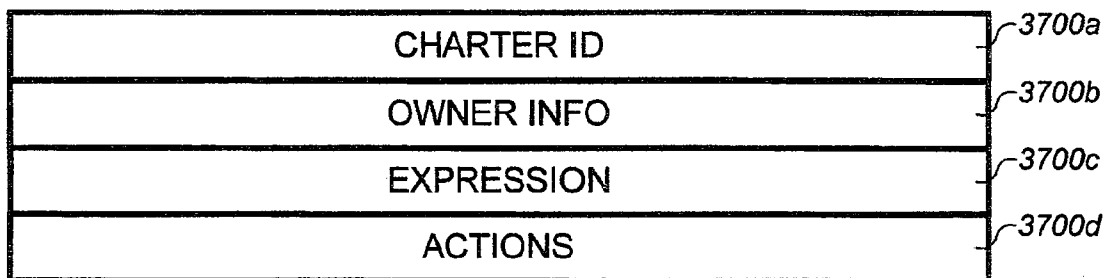 CHARTER ID 3700a
OWNER INFO 3700b
EXPRESSION 3700c
ACTIONS 3700d